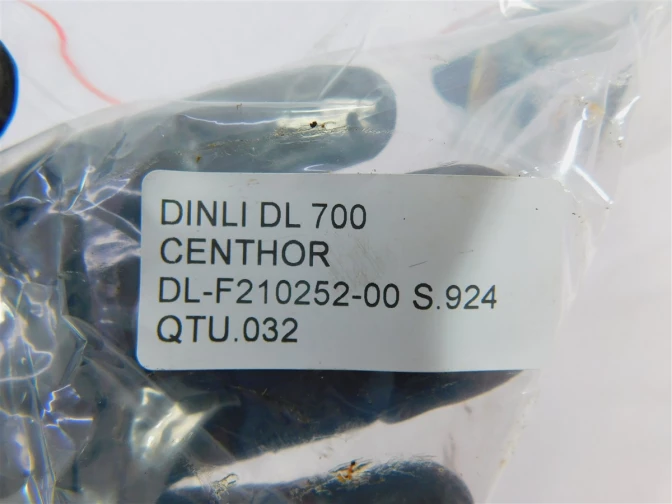 DINLI DL 700
CENTHOR
DL-F210252-00 S.924
QTU.032